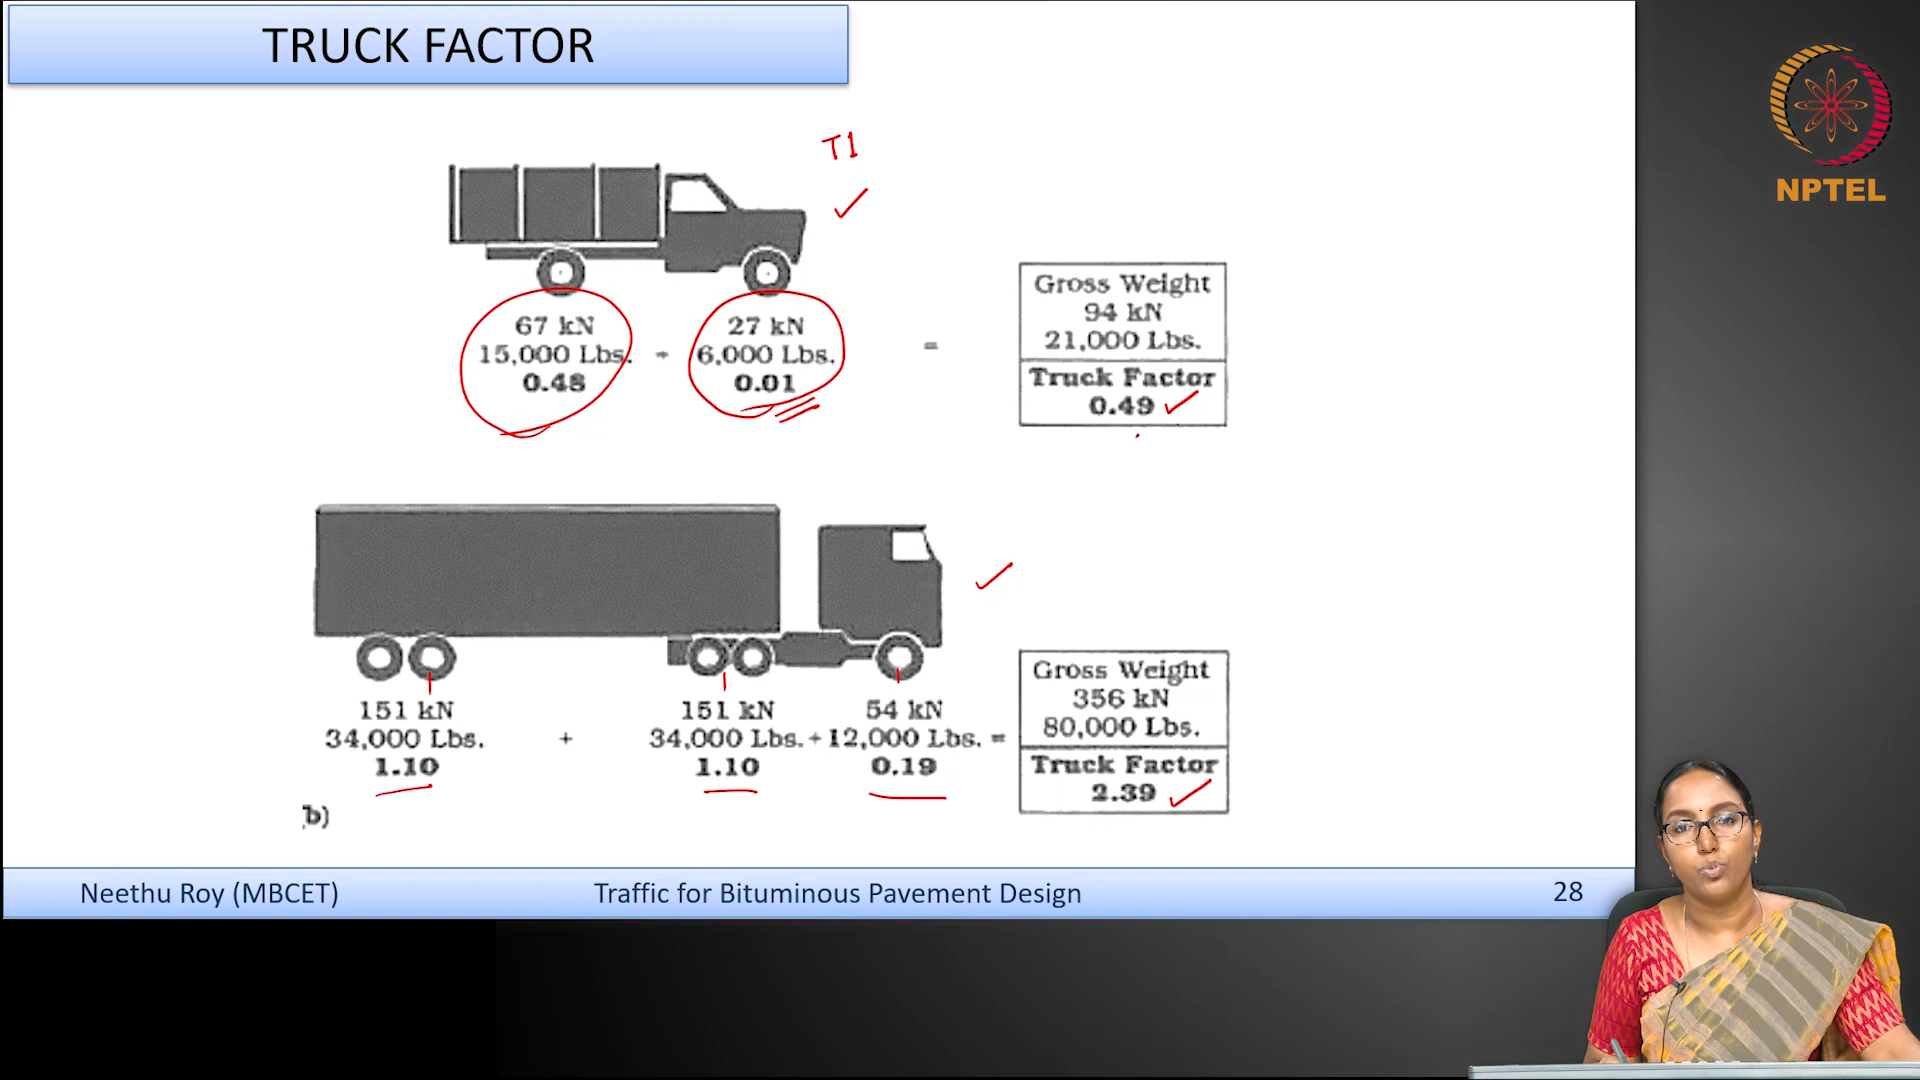 TRUCK FACTOR
NPTEL
T1
67 kN
15,000 Lbs.
0.48
+
27 kN
6,000 Lbs.
0.01
=
Gross Weight
94 kN
21,000 Lbs.
Truck Factor
0.49
151 kN
34,000 Lbs.
1.10
+
151 kN
34,000 Lbs. +
1.10
54 kN
12,000 Lbs. =
0.19
Gross Weight
356 kN
80,000 Lbs.
Truck Factor
2.39
b)
Neethu Roy (MBCET) Traffic for Bituminous Pavement Design 28